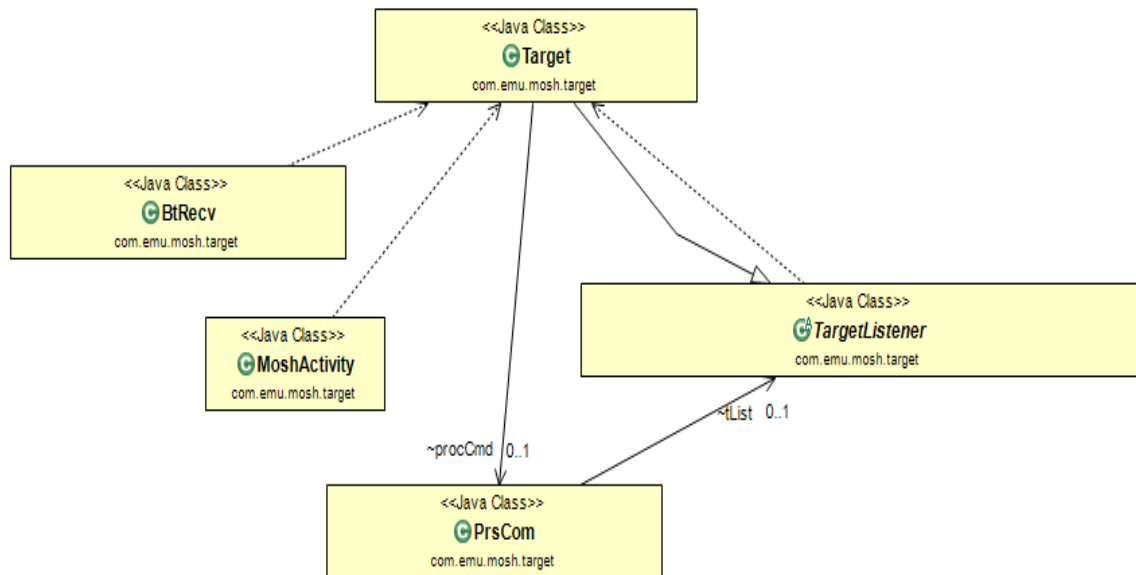 <<Java Class>>
Target
com.emu.mosh.target
<<Java Class>>
BtRecv
com.emu.mosh.target
<<Java Class>>
TargetListener
com.emu.mosh.target
<<Java Class>>
MoshActivity
com.emu.mosh.target
~tList 0..1
~procCmd 0..1
<<Java Class>>
PrsCom
com.emu.mosh.target